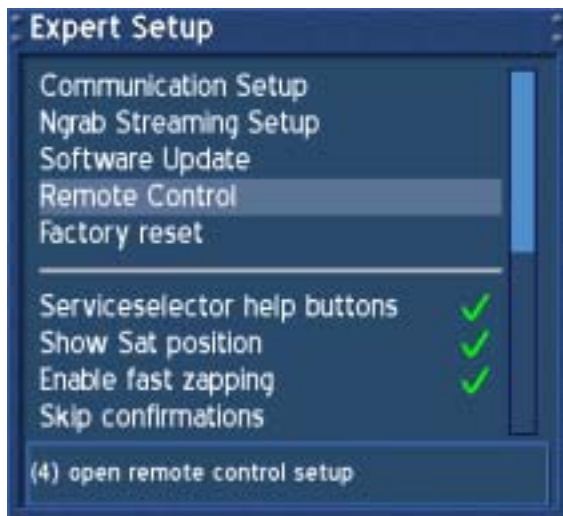 Expert Setup
Communication Setup
Ngrab Streaming Setup
Software Update
Remote Control
Factory reset
Serviceselector help buttons
Show Sat position
Enable fast zapping
Skip confirmations
(4) open remote control setup